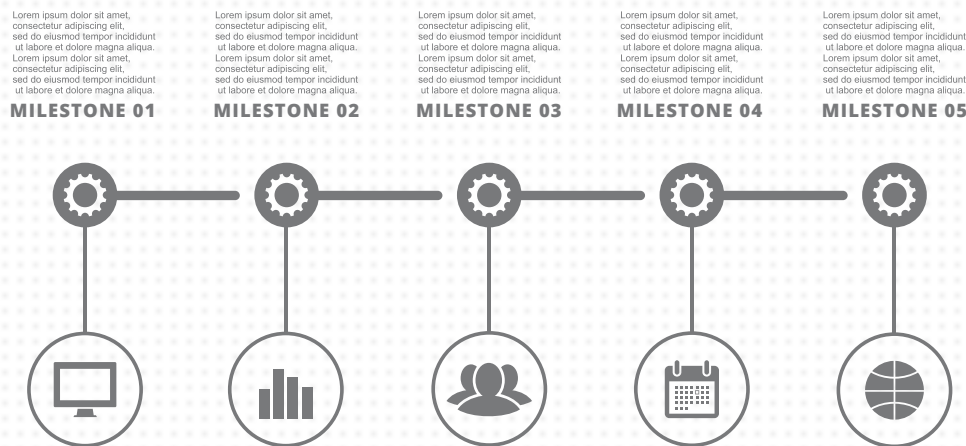 Lorem ipsum dolor sit amet,
consectetur adipiscing elit,
sed do eiusmod tempor incididunt
ut labore et dolore magna aliqua.
Lorem ipsum dolor sit amet,
consectetur adipiscing elit,
sed do eiusmod tempor incididunt
ut labore et dolore magna aliqua.
MILESTONE 01
Lorem ipsum dolor sit amet,
consectetur adipiscing elit,
sed do eiusmod tempor incididunt
ut labore et dolore magna aliqua.
Lorem ipsum dolor sit amet,
consectetur adipiscing elit,
sed do eiusmod tempor incididunt
ut labore et dolore magna aliqua.
MILESTONE 02
Lorem ipsum dolor sit amet,
consectetur adipiscing elit,
sed do eiusmod tempor incididunt
ut labore et dolore magna aliqua.
Lorem ipsum dolor sit amet,
consectetur adipiscing elit,
sed do eiusmod tempor incididunt
ut labore et dolore magna aliqua.
MILESTONE 03
Lorem ipsum dolor sit amet,
consectetur adipiscing elit,
sed do eiusmod tempor incididunt
ut labore et dolore magna aliqua.
Lorem ipsum dolor sit amet,
consectetur adipiscing elit,
sed do eiusmod tempor incididunt
ut labore et dolore magna aliqua.
MILESTONE 04
Lorem ipsum dolor sit amet,
consectetur adipiscing elit,
sed do eiusmod tempor incididunt
ut labore et dolore magna aliqua.
Lorem ipsum dolor sit amet,
consectetur adipiscing elit,
sed do eiusmod tempor incididunt
ut labore et dolore magna aliqua.
MILESTONE 05